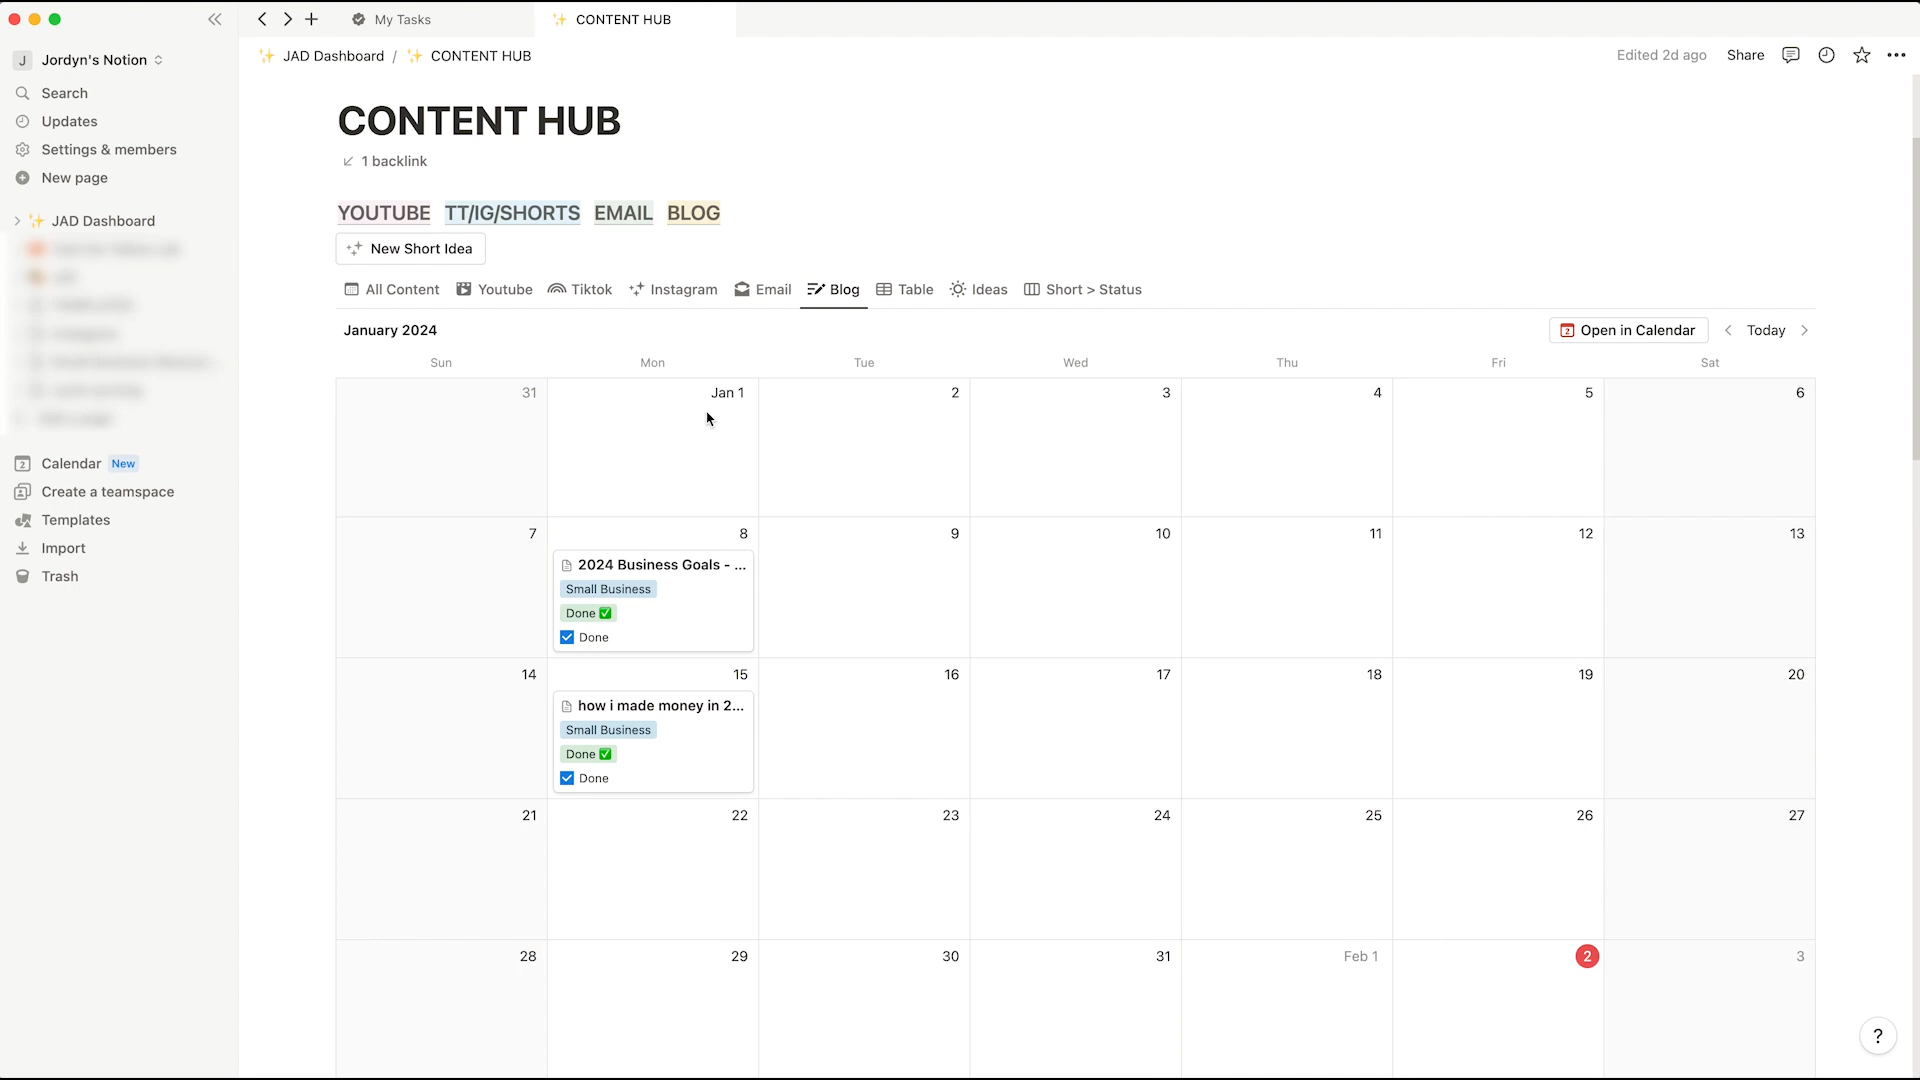 My Tasks
✨ CONTENT HUB
J Jordyn's Notion
✨ JAD Dashboard / ✨ CONTENT HUB
Edited 2d ago
Share
Search
Updates
Settings & members
New page
✨ JAD Dashboard
Calendar New
Create a teamspace
Templates
Import
Trash
CONTENT HUB
1 backlink
YOUTUBE TT/IG/SHORTS EMAIL BLOG
New Short Idea
All Content Youtube Tiktok Instagram Email Blog Table Ideas Short > Status
January 2024
2 Open in Calendar
Today
Sun Mon Tue Wed Thu Fri Sat
31 Jan 1 2 3 4 5 6
7 8 9 10 11 12 13
2024 Business Goals - ...
Small Business
Done ✅
Done
14 15 16 17 18 19 20
how i made money in 2...
Small Business
Done ✅
Done
21 22 23 24 25 26 27
28 29 30 31 Feb 1 2 3
?